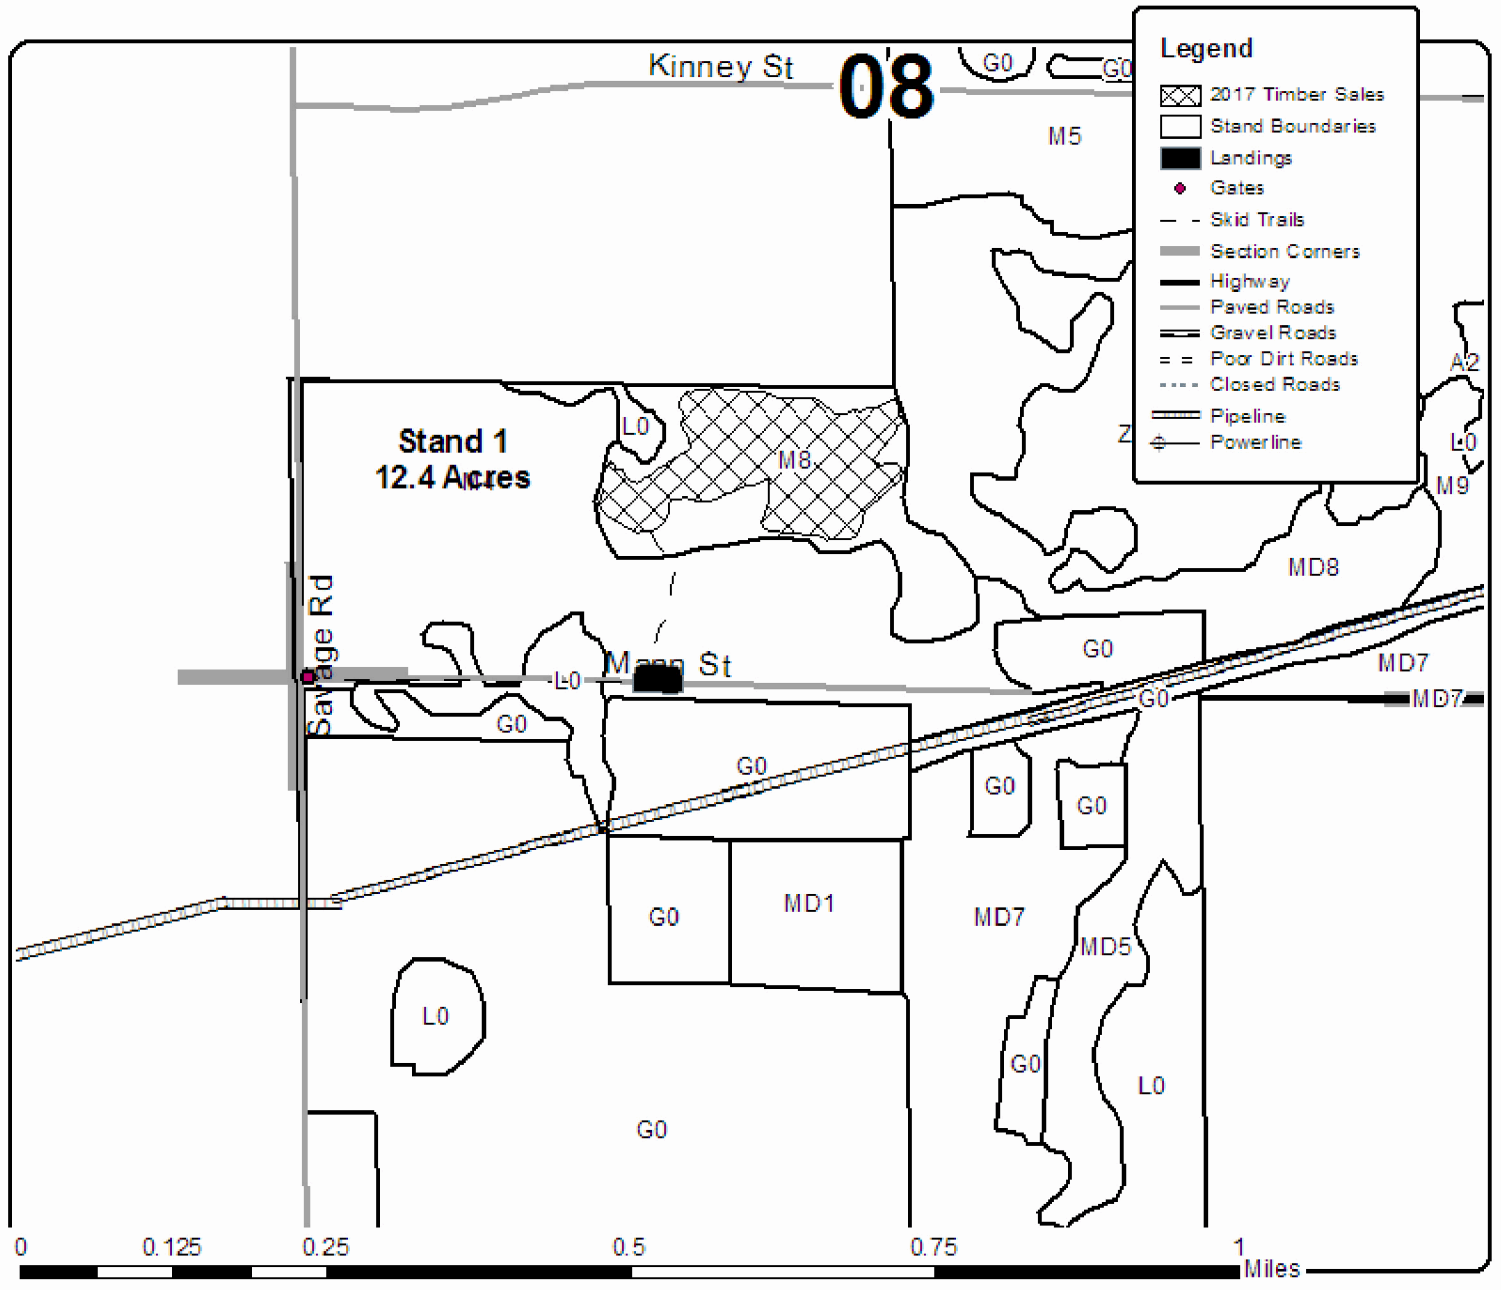 Kinney St
08
G0
G0
Legend
2017 Timber Sales
Stand Boundaries
Landings
Gates
Skid Trails
Section Corners
Highway
Paved Roads
Gravel Roads
Poor Dirt Roads
Closed Roads
Pipeline
Powerline
M5
A2
Stand 1
12.4 Acres
L0
M8
Z
L0
M9
MD8
Savage Rd
Mann St
L0
G0
MD7
G0
MD7
G0
G0
G0
G0
G0
MD1
MD7
MD5
L0
G0
L0
G0
0 0.125 0.25 0.5 0.75 1
Miles